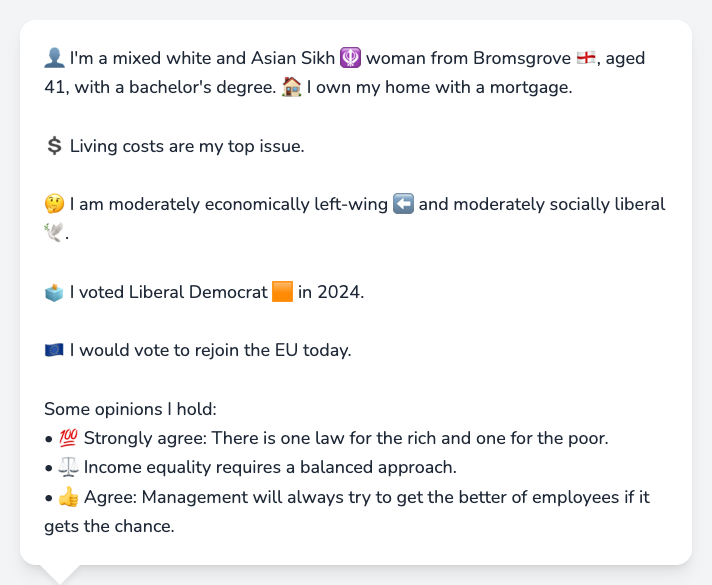 👤 I'm a mixed white and Asian Sikh 🪯 woman from Bromsgrove 🏴󠁧󠁢󠁥󠁮󠁧󠁿, aged
41, with a bachelor's degree. 🏠 I own my home with a mortgage.
💲 Living costs are my top issue.
🤔 I am moderately economically left-wing ⬅️ and moderately socially liberal
🕊️.
🗳️ I voted Liberal Democrat 🟧 in 2024.
🇪🇺 I would vote to rejoin the EU today.
Some opinions I hold:
• 💯 Strongly agree: There is one law for the rich and one for the poor.
• ⚖️ Income equality requires a balanced approach.
• 👍 Agree: Management will always try to get the better of employees if it
gets the chance.